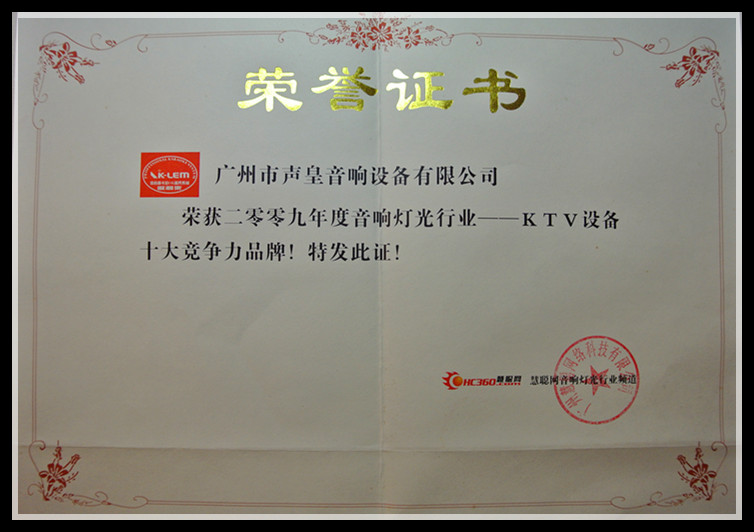 荣誉证书
K-LEM
广州市声皇音响设备有限公司
荣获二零零九年度音响灯光行业——KTV设备
十大竞争力品牌！特发此证！
HC360慧聪网
.com
慧聪网音响灯光行业频道